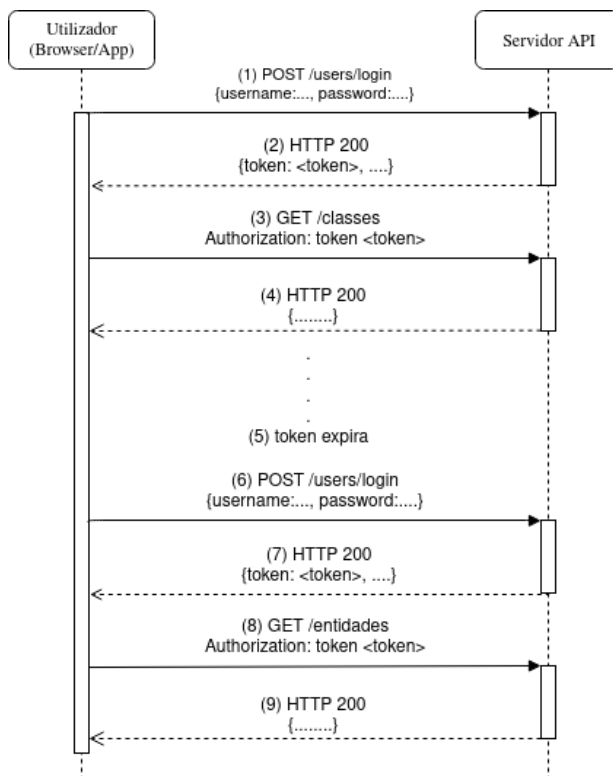 Utilizador
(Browser/App)
Servidor API
(1) POST /users/login
{username:..., password:....}
(2) HTTP 200
{token: <token>, ....}
(3) GET /classes
Authorization: token <token>
(4) HTTP 200
{........}
.
.
.
.
(5) token expira
(6) POST /users/login
{username:..., password:....}
(7) HTTP 200
{token: <token>, ....}
(8) GET /entidades
Authorization: token <token>
(9) HTTP 200
{........}